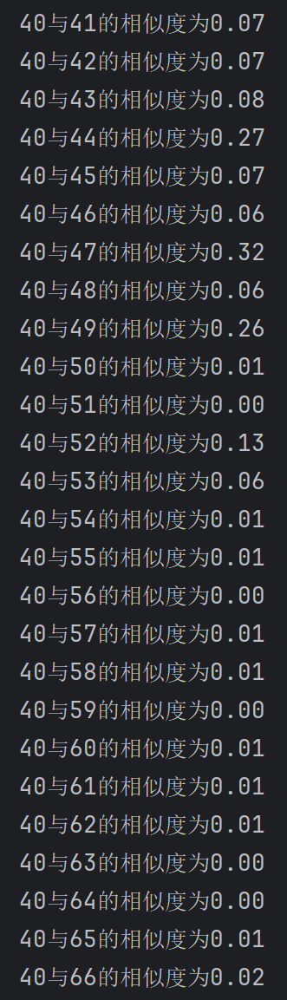 40与41的相似度为0.07
40与42的相似度为0.07
40与43的相似度为0.08
40与44的相似度为0.27
40与45的相似度为0.07
40与46的相似度为0.06
40与47的相似度为0.32
40与48的相似度为0.06
40与49的相似度为0.26
40与50的相似度为0.01
40与51的相似度为0.00
40与52的相似度为0.13
40与53的相似度为0.06
40与54的相似度为0.01
40与55的相似度为0.01
40与56的相似度为0.00
40与57的相似度为0.01
40与58的相似度为0.01
40与59的相似度为0.00
40与60的相似度为0.01
40与61的相似度为0.01
40与62的相似度为0.01
40与63的相似度为0.00
40与64的相似度为0.00
40与65的相似度为0.01
40与66的相似度为0.02